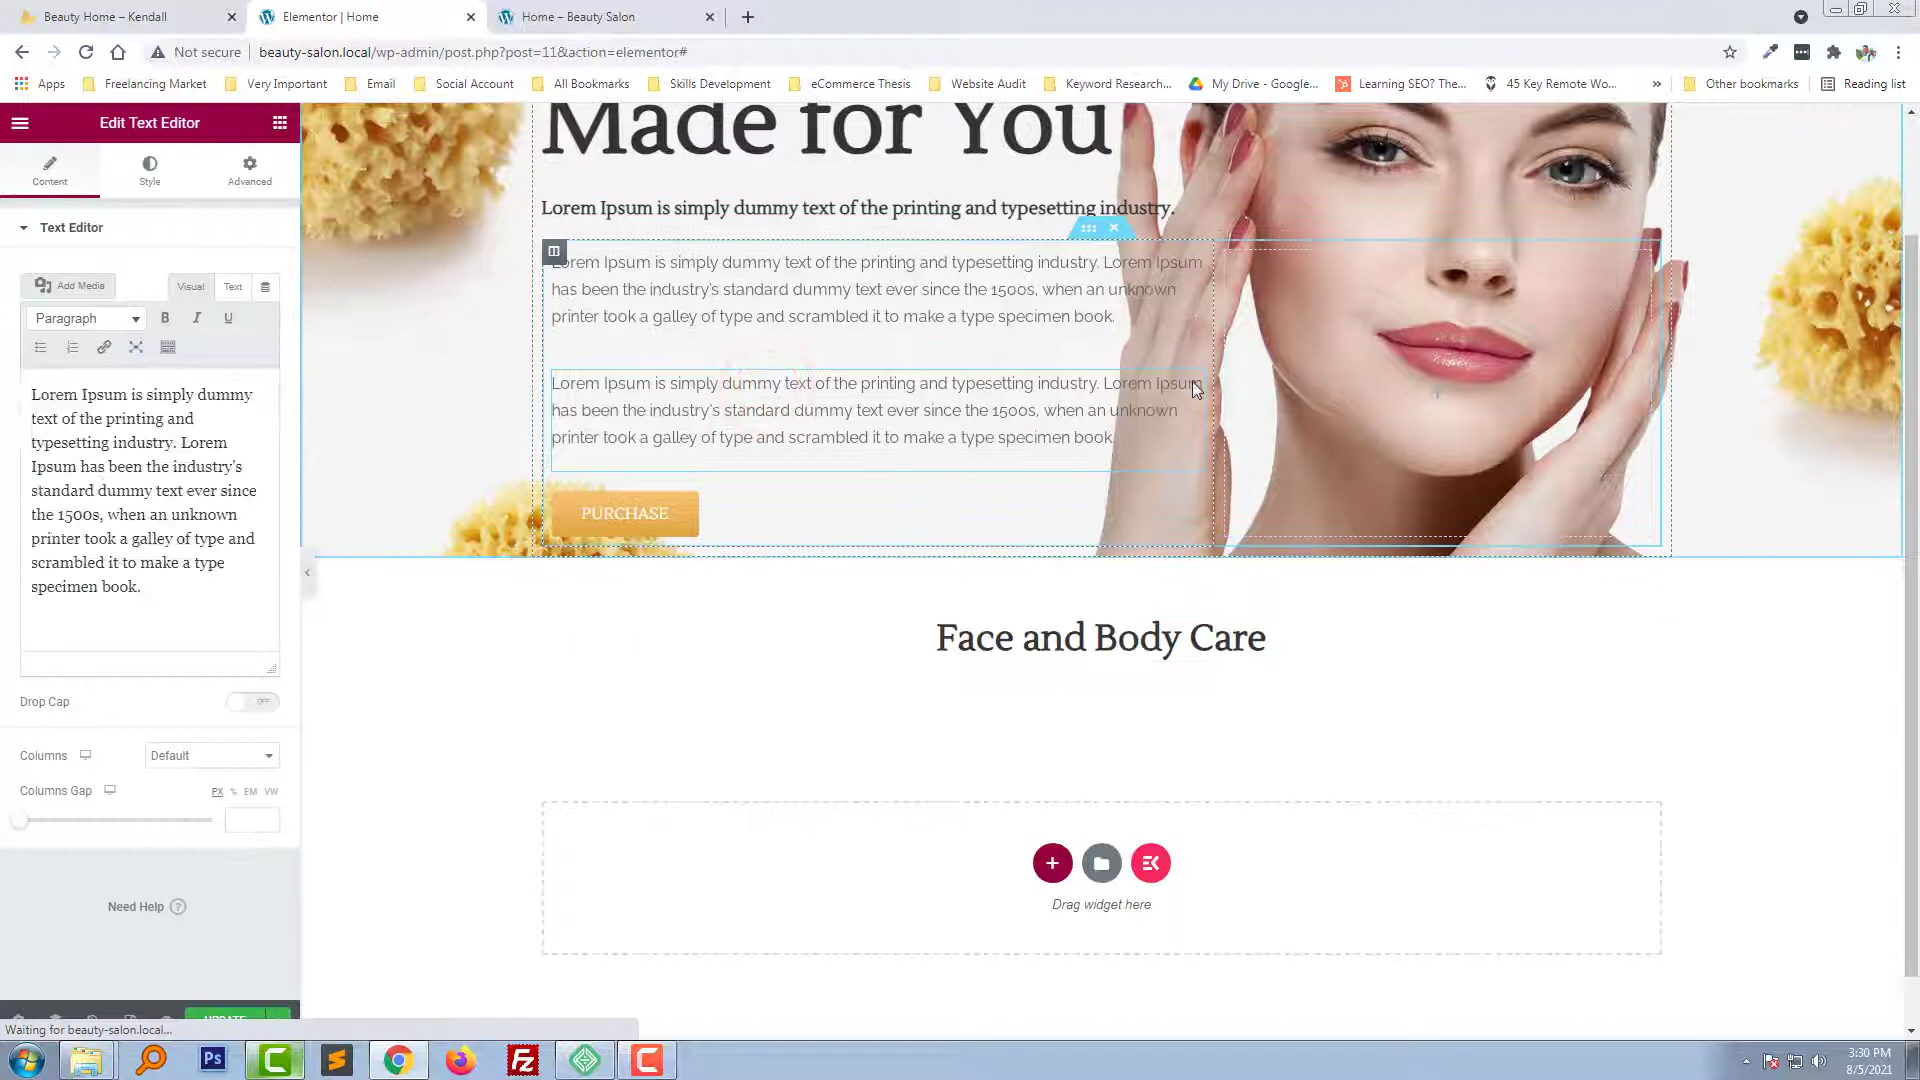 Beauty Home – Kendall
Elementor | Home
Home – Beauty Salon
Not secure
beauty-salon.local/wp-admin/post.php?post=11&action=elementor#
Apps
Freelancing Market
Very Important
Email
Social Account
All Bookmarks
Skills Development
eCommerce Thesis
Website Audit
Keyword Research...
My Drive - Google...
Learning SEO? The...
45 Key Remote Wo...
Other bookmarks
Reading list
Edit Text Editor
Content
Style
Advanced
Text Editor
Add Media
Visual
Text
Paragraph
B
I
U
Lorem Ipsum is simply dummy
text of the printing and
typesetting industry. Lorem
Ipsum has been the industry's
standard dummy text ever since
the 1500s, when an unknown
printer took a galley of type and
scrambled it to make a type
specimen book.
Drop Cap
OFF
Columns
Default
Columns Gap
PX
%
EM
VW
Need Help
UPDATE
Waiting for beauty-salon.local...
Made for You
Lorem Ipsum is simply dummy text of the printing and typesetting industry.
Lorem Ipsum is simply dummy text of the printing and typesetting industry. Lorem Ipsum
has been the industry's standard dummy text ever since the 1500s, when an unknown
printer took a galley of type and scrambled it to make a type specimen book.
Lorem Ipsum is simply dummy text of the printing and typesetting industry. Lorem Ipsum
has been the industry's standard dummy text ever since the 1500s, when an unknown
printer took a galley of type and scrambled it to make a type specimen book.
PURCHASE
Face and Body Care
Drag widget here
Ps
Fz
3:30 PM
8/5/2021